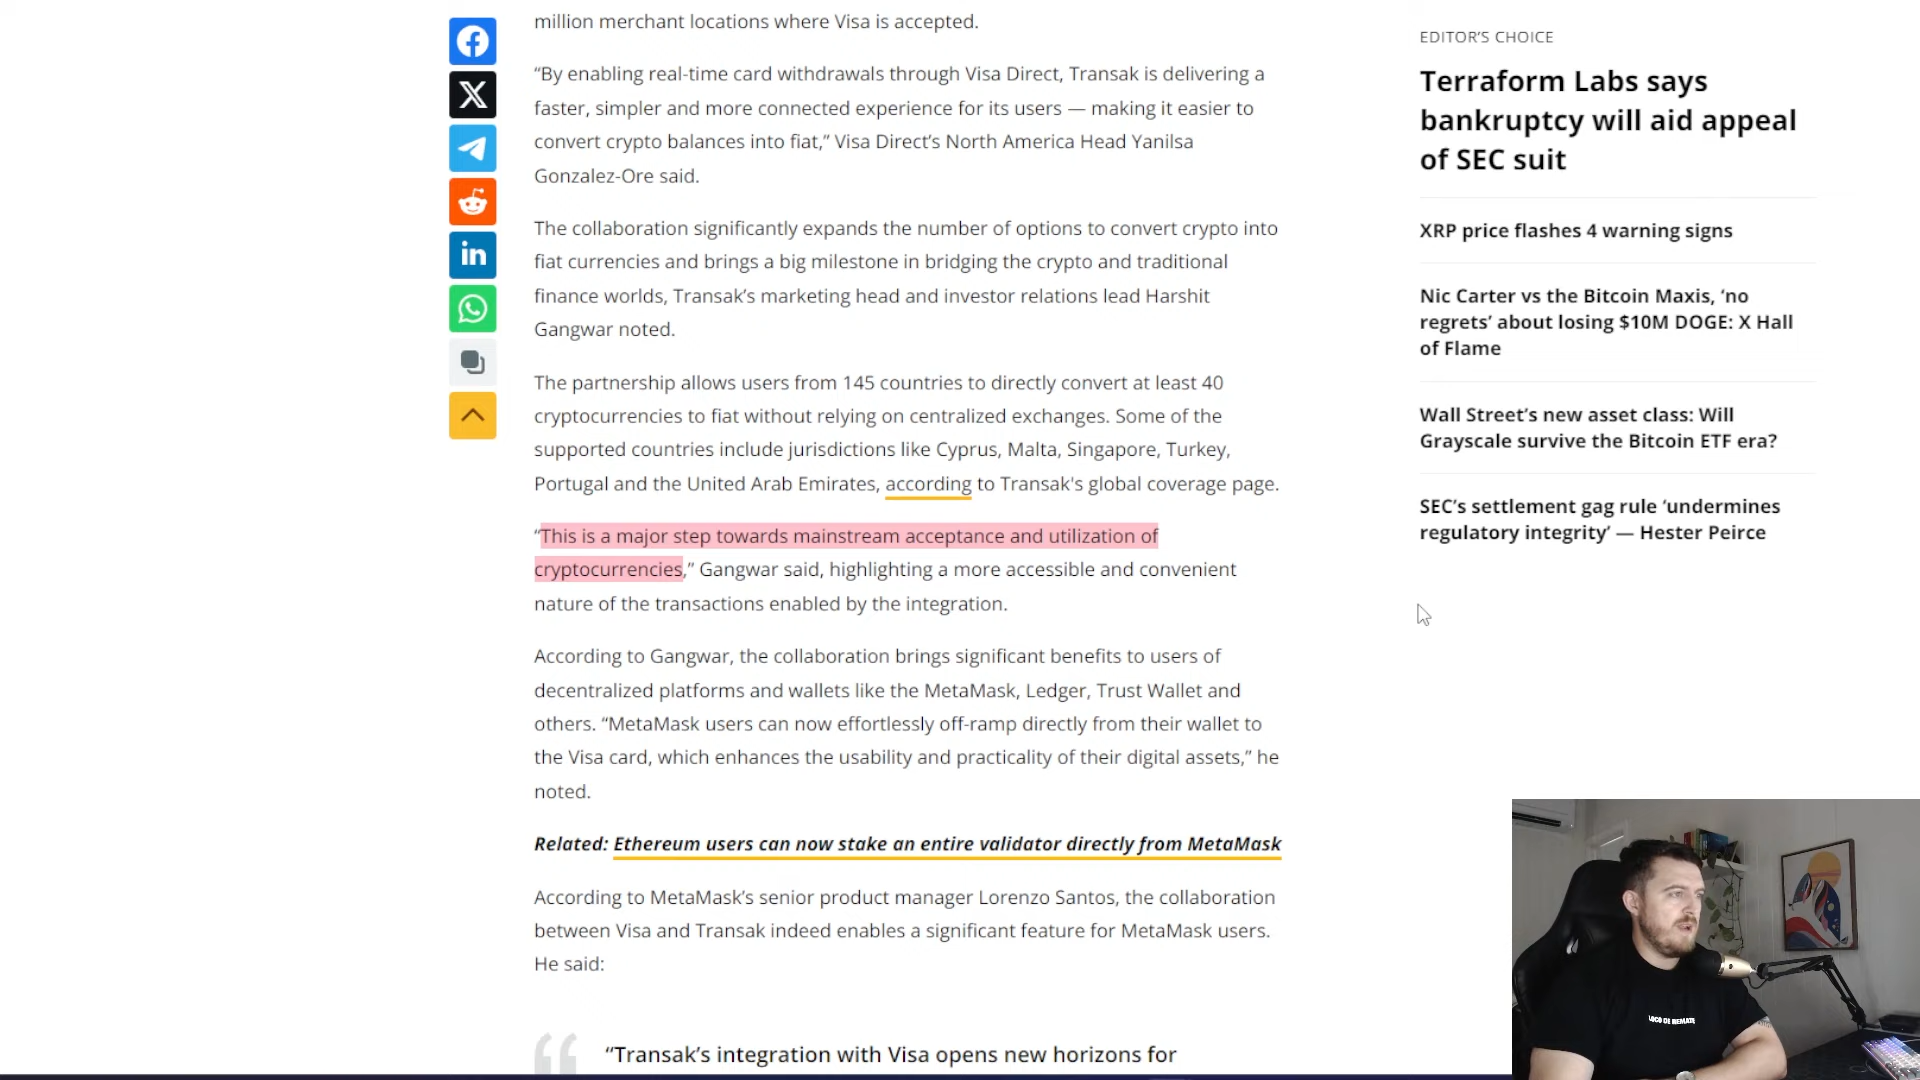 million merchant locations where Visa is accepted.
“By enabling real-time card withdrawals through Visa Direct, Transak is delivering a
faster, simpler and more connected experience for its users — making it easier to
convert crypto balances into fiat,” Visa Direct’s North America Head Yanilsa
Gonzalez-Ore said.
The collaboration significantly expands the number of options to convert crypto into
fiat currencies and brings a big milestone in bridging the crypto and traditional
finance worlds, Transak’s marketing head and investor relations lead Harshit
Gangwar noted.
The partnership allows users from 145 countries to directly convert at least 40
cryptocurrencies to fiat without relying on centralized exchanges. Some of the
supported countries include jurisdictions like Cyprus, Malta, Singapore, Turkey,
Portugal and the United Arab Emirates, according to Transak's global coverage page.
“This is a major step towards mainstream acceptance and utilization of
cryptocurrencies,” Gangwar said, highlighting a more accessible and convenient
nature of the transactions enabled by the integration.
According to Gangwar, the collaboration brings significant benefits to users of
decentralized platforms and wallets like the MetaMask, Ledger, Trust Wallet and
others. “MetaMask users can now effortlessly off-ramp directly from their wallet to
the Visa card, which enhances the usability and practicality of their digital assets,” he
noted.
Related: Ethereum users can now stake an entire validator directly from MetaMask
According to MetaMask’s senior product manager Lorenzo Santos, the collaboration
between Visa and Transak indeed enables a significant feature for MetaMask users.
He said:
“Transak’s integration with Visa opens new horizons for
EDITOR’S CHOICE
Terraform Labs says
bankruptcy will aid appeal
of SEC suit
XRP price flashes 4 warning signs
Nic Carter vs the Bitcoin Maxis, ‘no
regrets’ about losing $10M DOGE: X Hall
of Flame
Wall Street’s new asset class: Will
Grayscale survive the Bitcoin ETF era?
SEC’s settlement gag rule ‘undermines
regulatory integrity’ — Hester Peirce
LOCO DE REMATE